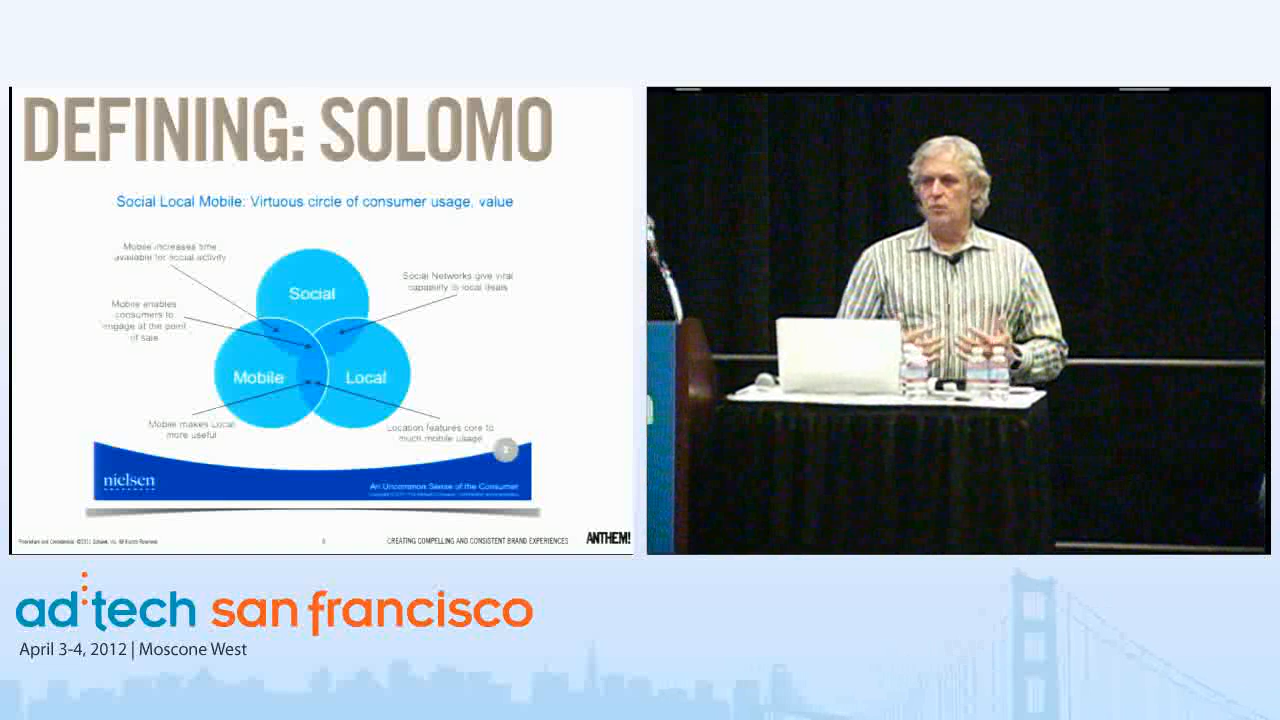 DEFINING: SOLOMO
Social Local Mobile: Virtuous circle of consumer usage, value
Mobile increases time
available for social activity
Social Networks give viral
capability to local deals
Social
Mobile enables
consumers to
engage at the point
of sale
Mobile
Local
Mobile makes Local
more useful
Location features core to
much mobile usage
nielsen
An Uncommon Sense of the Consumer
CREATING COMPELLING AND CONSISTENT BRAND EXPERIENCES
ANTHEM!
ad:tech san francisco
April 3-4, 2012 | Moscone West